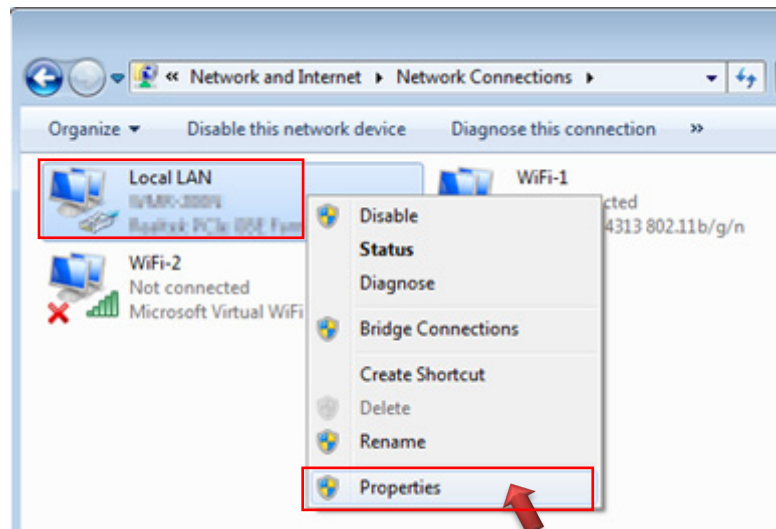 « Network and Internet ▸ Network Connections ▸
Organize ▾ Disable this network device Diagnose this connection »
Local LAN
WiFi-1
cted
4313 802.11b/g/n
WiFi-2
Not connected
Microsoft Virtual WiFi
Disable
Status
Diagnose
Bridge Connections
Create Shortcut
Delete
Rename
Properties